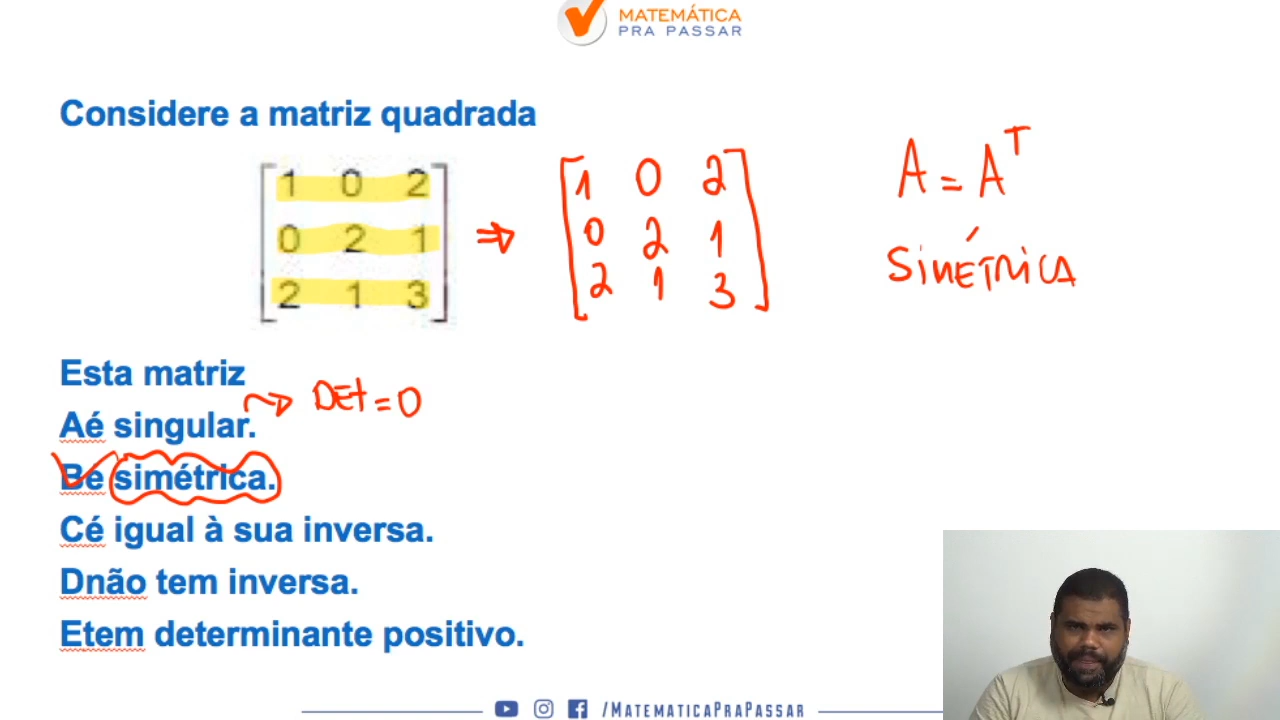 MATEMÁTICA
PRA PASSAR
Considere a matriz quadrada
1 0 2
0 2 1
2 1 3
⇒
1 0 2
0 2 1
2 1 3
A = A^T
SIMÉTRICA
Esta matriz
Aé singular.
DET = 0
Bé simétrica.
Cé igual à sua inversa.
Dnão tem inversa.
Etem determinante positivo.
/MatematicaPraPassar